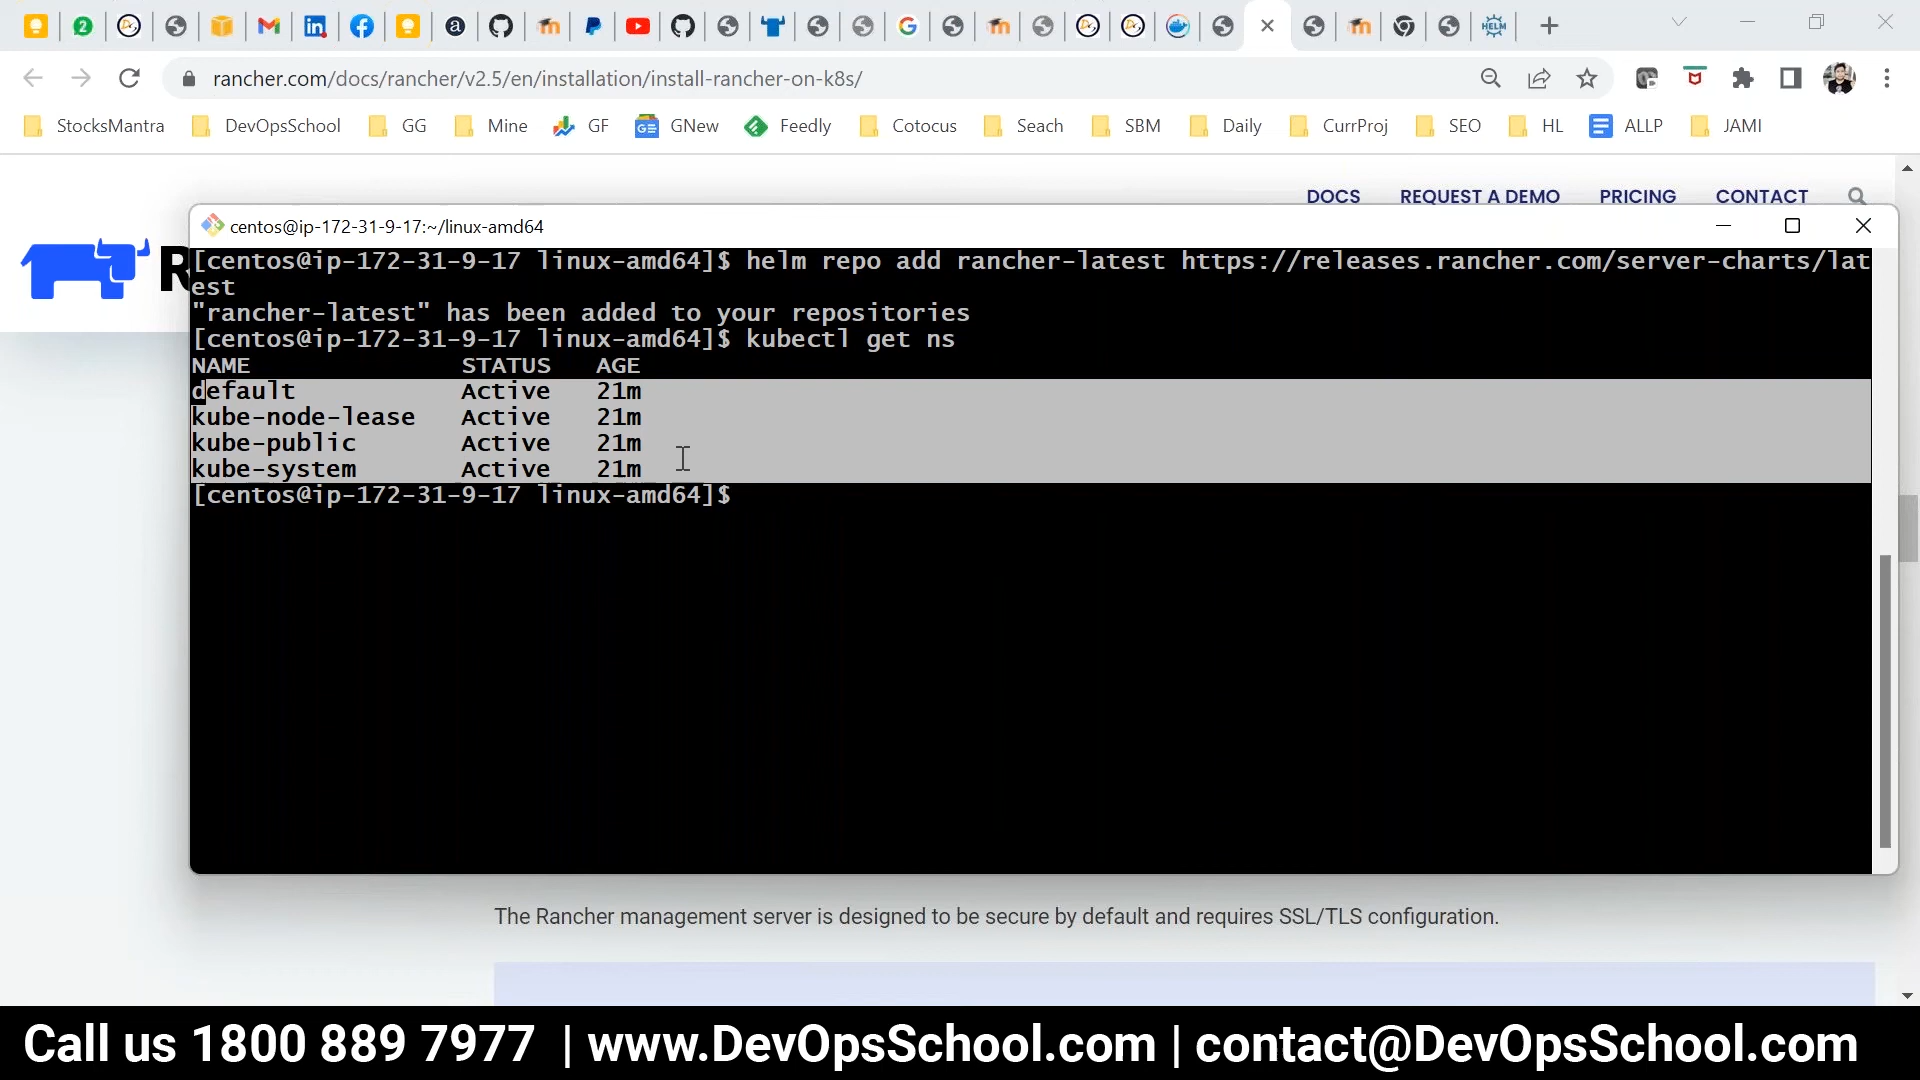 2
rancher.com/docs/rancher/v2.5/en/installation/install-rancher-on-k8s/
StocksMantra DevOpsSchool GG Mine GF GNew Feedly Cotocus Seach SBM Daily CurrProj SEO HL ALLP JAMI
DOCS REQUEST A DEMO PRICING CONTACT
R
centos@ip-172-31-9-17:~/linux-amd64
[centos@ip-172-31-9-17 linux-amd64]$ helm repo add rancher-latest https://releases.rancher.com/server-charts/lat
est
"rancher-latest" has been added to your repositories
[centos@ip-172-31-9-17 linux-amd64]$ kubectl get ns
NAME STATUS AGE
default Active 21m
kube-node-lease Active 21m
kube-public Active 21m
kube-system Active 21m
[centos@ip-172-31-9-17 linux-amd64]$
The Rancher management server is designed to be secure by default and requires SSL/TLS configuration.
Call us 1800 889 7977 | www.DevOpsSchool.com | contact@DevOpsSchool.com